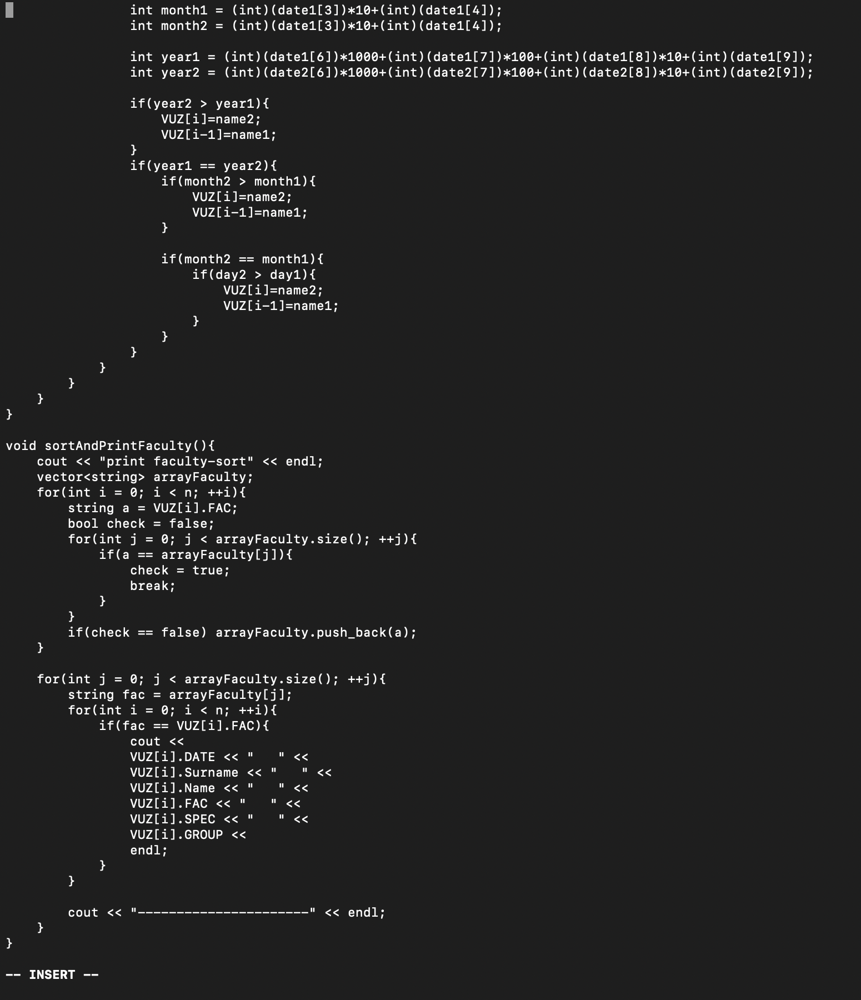 int month1 = (int)(date1[3])*10+(int)(date1[4]);
int month2 = (int)(date1[3])*10+(int)(date1[4]);
int year1 = (int)(date1[6])*1000+(int)(date1[7])*100+(int)(date1[8])*10+(int)(date1[9]);
int year2 = (int)(date2[6])*1000+(int)(date2[7])*100+(int)(date2[8])*10+(int)(date2[9]);
if(year2 > year1){
VUZ[i]=name2;
VUZ[i-1]=name1;
}
if(year1 == year2){
if(month2 > month1){
VUZ[i]=name2;
VUZ[i-1]=name1;
}
if(month2 == month1){
if(day2 > day1){
VUZ[i]=name2;
VUZ[i-1]=name1;
}
}
}
}
}
}
}
void sortAndPrintFaculty(){
cout << "print faculty-sort" << endl;
vector<string> arrayFaculty;
for(int i = 0; i < n; ++i){
string a = VUZ[i].FAC;
bool check = false;
for(int j = 0; j < arrayFaculty.size(); ++j){
if(a == arrayFaculty[j]){
check = true;
break;
}
}
if(check == false) arrayFaculty.push_back(a);
}
for(int j = 0; j < arrayFaculty.size(); ++j){
string fac = arrayFaculty[j];
for(int i = 0; i < n; ++i){
if(fac == VUZ[i].FAC){
cout <<
VUZ[i].DATE << "   " <<
VUZ[i].Surname << "   " <<
VUZ[i].Name << "   " <<
VUZ[i].FAC << "   " <<
VUZ[i].SPEC << "   " <<
VUZ[i].GROUP <<
endl;
}
}
cout << "----------------------" << endl;
}
}
-- INSERT --